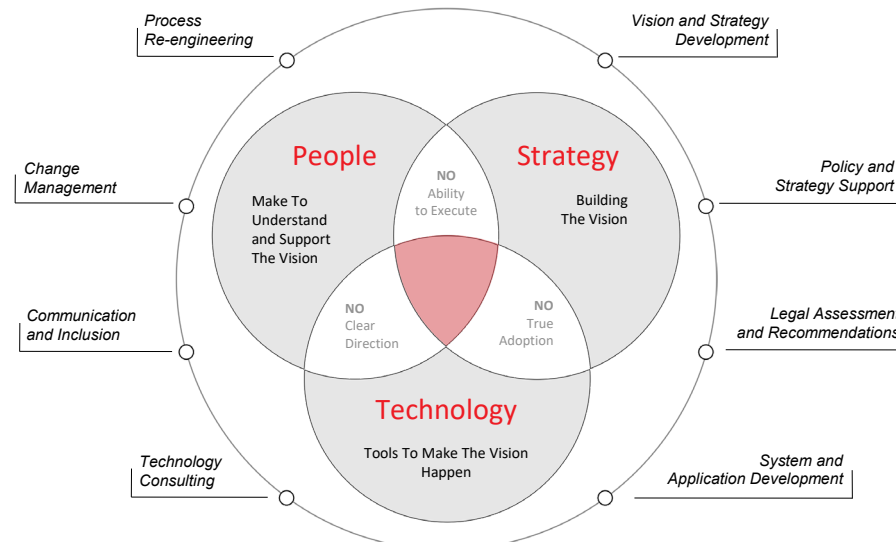 Process
Re-engineering
Vision and Strategy
Development
People
Strategy
NO
Ability
to Execute
Change
Management
Policy and
Strategy Support
Make To
Understand
and Support
The Vision
Building
The Vision
NO
Clear
Direction
NO
True
Adoption
Communication
and Inclusion
Legal Assessment
and Recommendations
Technology
Tools To Make The Vision
Happen
Technology
Consulting
System and
Application Development